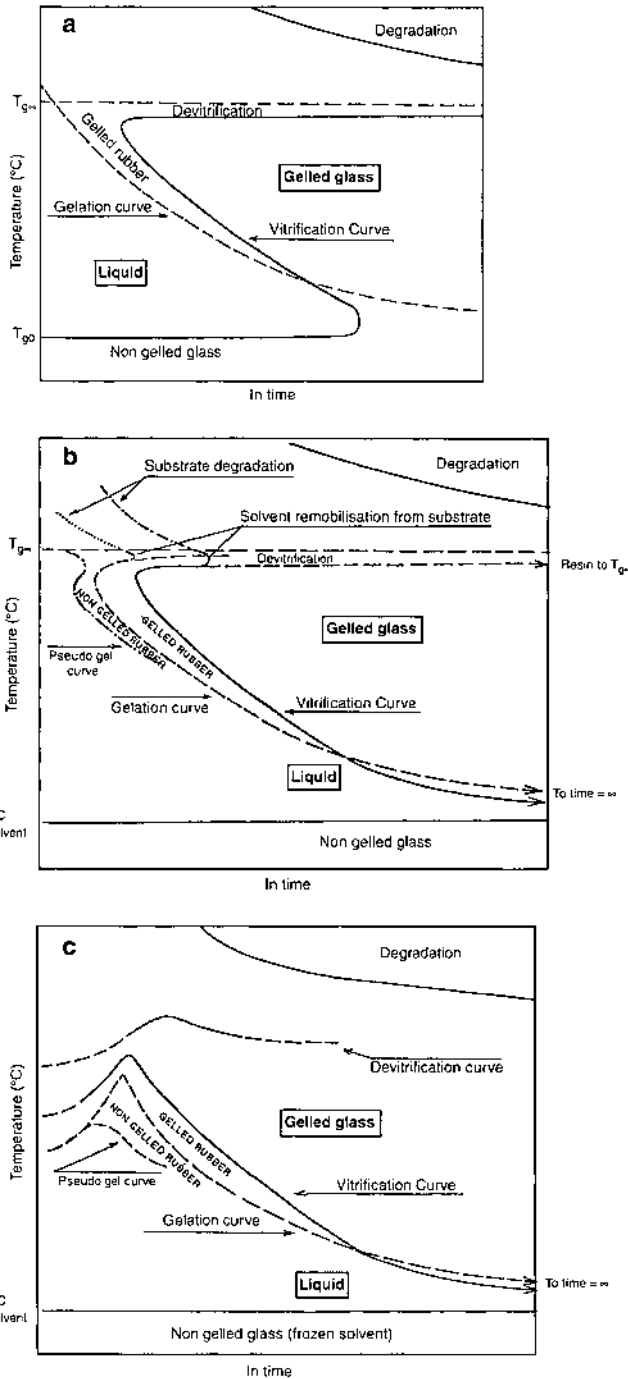 a
Degradation
Tg∞
Devitrification
Gelled rubber
Gelled glass
Gelation curve
Vitrification Curve
Liquid
Tg0
Non gelled glass
Temperature (°C)
ln time
b
Substrate degradation
Degradation
Solvent remobilisation from substrate
Tg∞
Devitrification
Resin to Tg∞
NON GELLED RUBBER
GELLED RUBBER
Gelled glass
Pseudo gel
curve
Gelation curve
Vitrification Curve
Liquid
To time = ∞
C
Non gelled glass
Temperature (°C)
ln time
c
Degradation
Devitrification curve
NON GELLED RUBBER
GELLED RUBBER
Gelled glass
Pseudo gel curve
Vitrification Curve
Gelation curve
Liquid
To time = ∞
C
Non gelled glass (frozen solvent)
Temperature (°C)
ln time